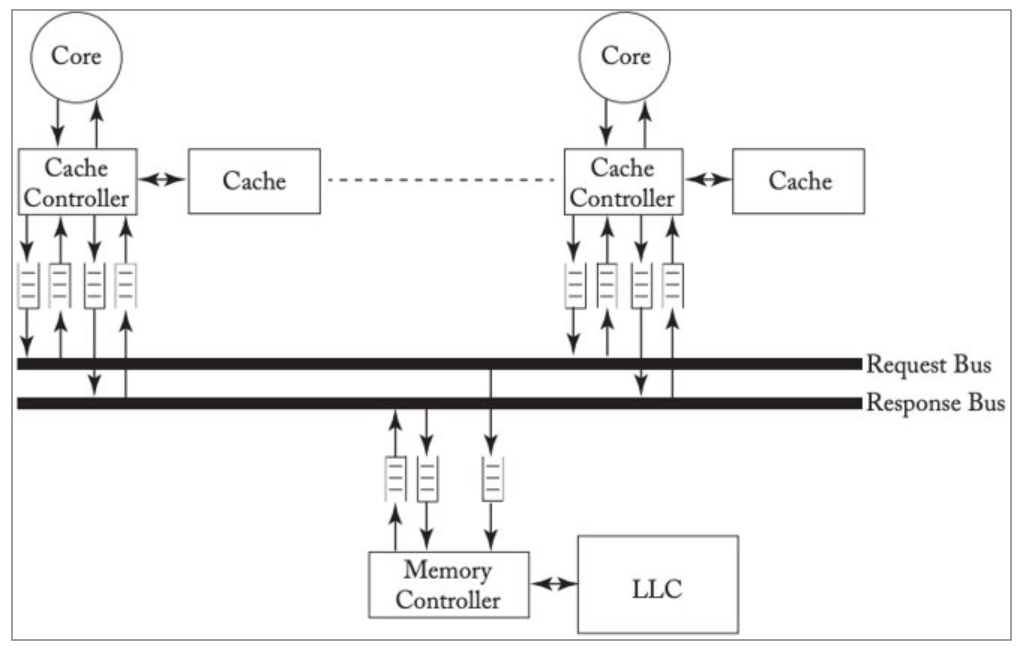 Core
Core
Cache
Controller
Cache
Cache
Controller
Cache
Request Bus
Response Bus
Memory
Controller
LLC